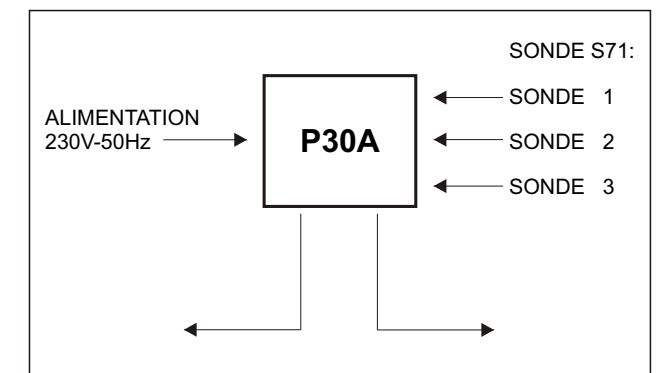 SONDE S71:
SONDE 1
ALIMENTATION
230V-50Hz
P30A
SONDE 2
SONDE 3